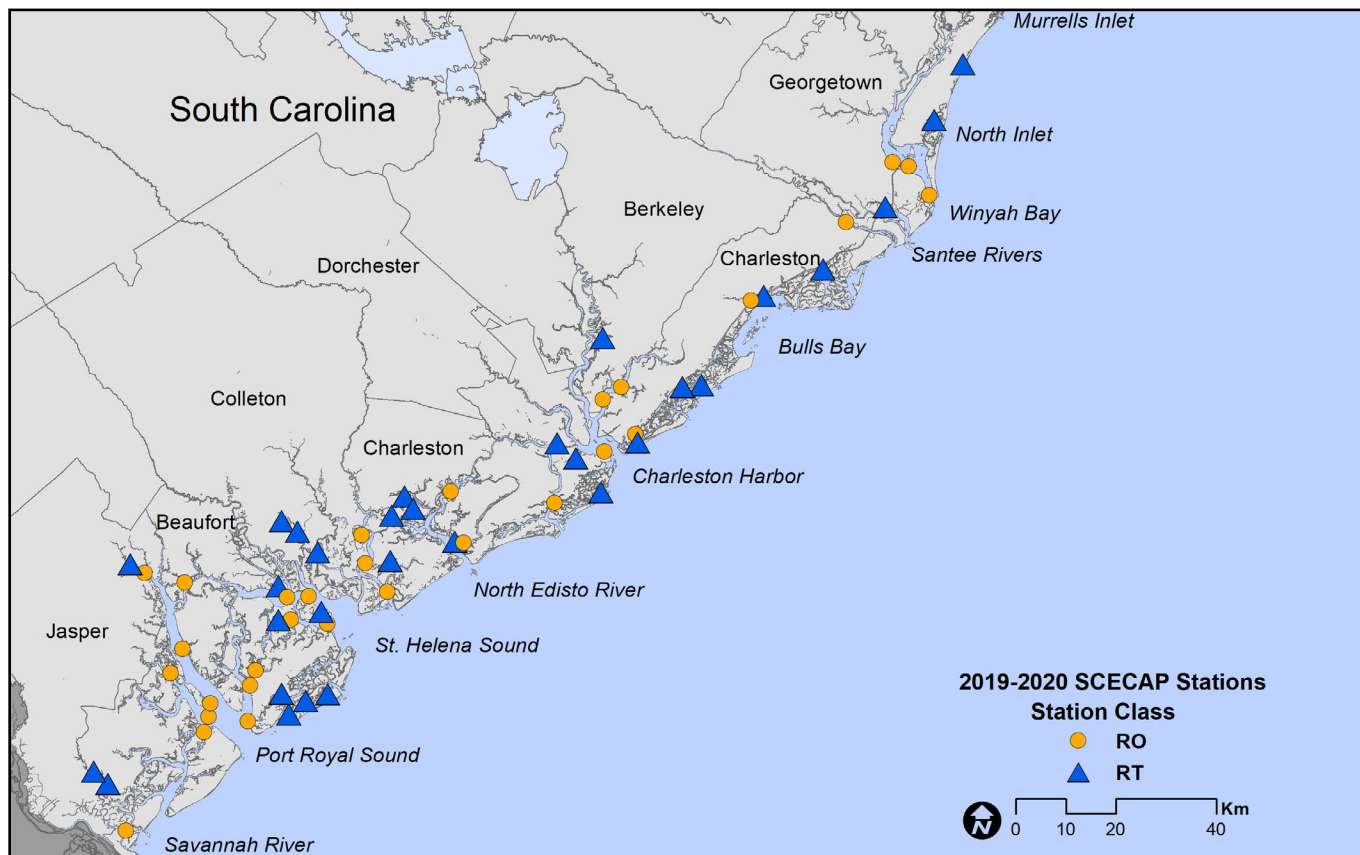 Murrells Inlet
Georgetown
South Carolina
North Inlet
Berkeley
Winyah Bay
Santee Rivers
Charleston
Dorchester
Bulls Bay
Colleton
Charleston
Charleston Harbor
Beaufort
North Edisto River
Jasper
St. Helena Sound
2019-2020 SCECAP Stations
Station Class
RO
Port Royal Sound
RT
N
Km
0 10 20 40
Savannah River